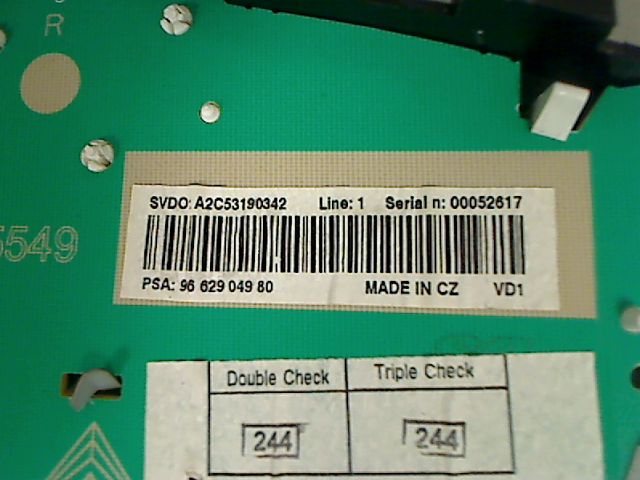 R
SVDO: A2C53190342 Line: 1 Serial n: 00052617
5549
PSA: 96 629 049 80 MADE IN CZ VD1
Double Check Triple Check
244 244